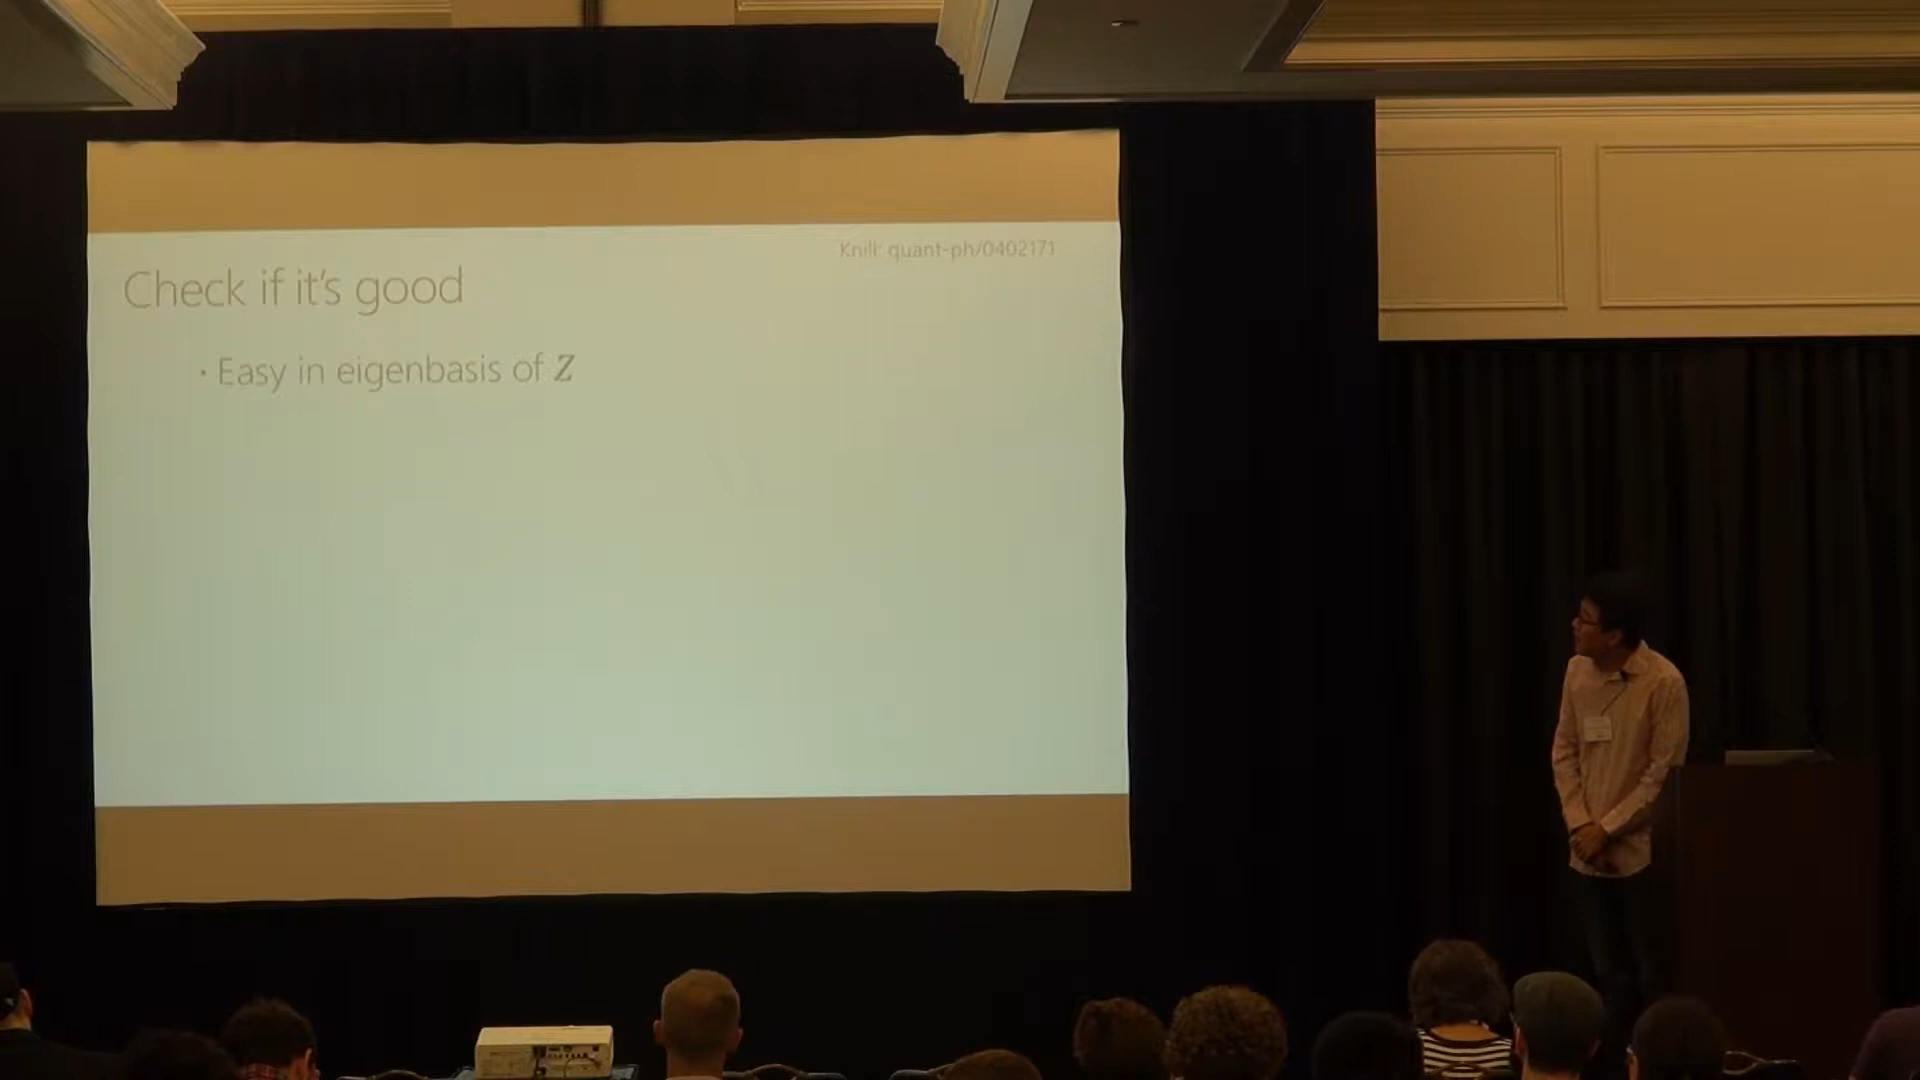 Knill: quant-ph/0402171
Check if it's good
• Easy in eigenbasis of Z